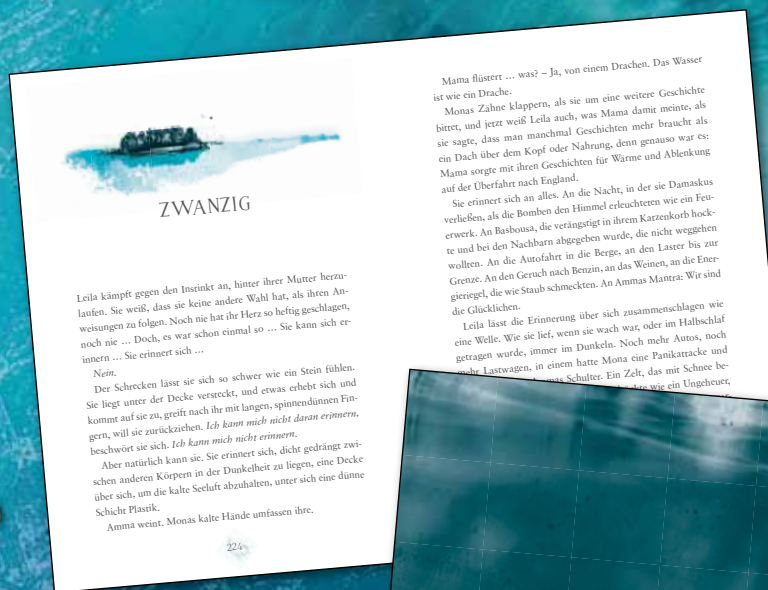 ZWANZIG
Leila kämpft gegen den Instinkt an, hinter ihrer Mutter herzu-
laufen. Sie weiß, dass sie keine andere Wahl hat, als ihren An-
weisungen zu folgen. Noch nie hat ihr Herz so heftig geschlagen,
noch nie … Doch, es war schon einmal so … Sie kann sich er-
innern … Sie erinnert sich …
Nein.
Der Schrecken lässt sie sich so schwer wie ein Stein fühlen.
Sie liegt unter der Decke versteckt, und etwas erhebt sich und
kommt auf sie zu, greift nach ihr mit langen, spinnendünnen Fin-
gern, will sie zurückziehen. Ich kann mich nicht daran erinnern,
beschwört sie sich. Ich kann mich nicht erinnern.
Aber natürlich kann sie. Sie erinnert sich, dicht gedrängt zwi-
schen anderen Körpern in der Dunkelheit zu liegen, eine Decke
über sich, um die kalte Seeluft abzuhalten, unter sich eine dünne
Schicht Plastik.
Amma weint. Monas kalte Hände umfassen ihre.
224
Mama flüstert … was? – Ja, von einem Drachen. Das Wasser
ist wie ein Drache.
Monas Zähne klappern, als sie um eine weitere Geschichte
bittet, und jetzt weiß Leila auch, was Mama damit meinte, als
sie sagte, dass man manchmal Geschichten mehr braucht als
ein Dach über dem Kopf oder Nahrung, denn genauso war es:
Mama sorgte mit ihren Geschichten für Wärme und Ablenkung
auf der Überfahrt nach England.
Sie erinnert sich an alles. An die Nacht, in der sie Damaskus
verließen, als die Bomben den Himmel erleuchteten wie ein Feu-
erwerk. An Basbousa, die verängstigt in ihrem Katzenkorb hock-
te und bei den Nachbarn abgegeben wurde, die nicht weggehen
wollten. An die Autofahrt in die Berge, an den Laster bis zur
Grenze. An den Geruch nach Benzin, an das Weinen, an die Ener-
gieriegel, die wie Staub schmeckten. An Ammas Mantra: Wir sind
die Glücklichen.
Leila lässt die Erinnerung über sich zusammenschlagen wie
eine Welle. Wie sie lief, wenn sie wach war, oder im Halbschlaf
getragen wurde, immer im Dunkeln. Noch mehr Autos, noch
mehr Lastwagen, in einem hatte Mona eine Panikattacke und
Schulter. Ein Zelt, das mit Schnee be-
wie ein Ungeheuer,